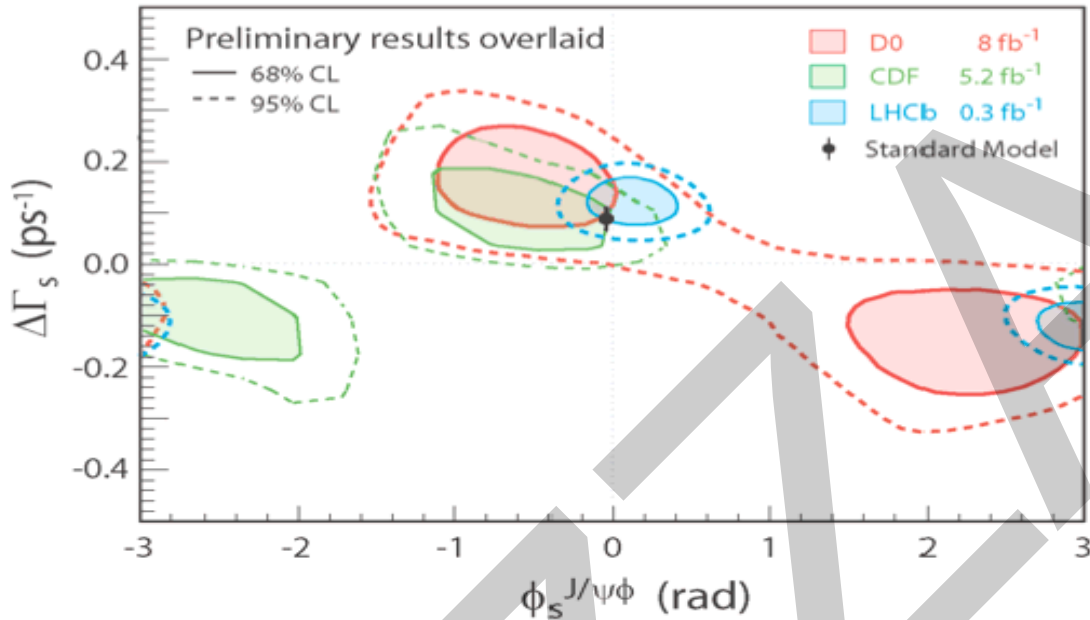 Preliminary results overlaid
68% CL
95% CL
D0 8 fb⁻¹
CDF 5.2 fb⁻¹
LHCb 0.3 fb⁻¹
Standard Model
0.4
0.2
0.0
-0.2
-0.4
ΔΓₛ (ps⁻¹)
-3 -2 -1 0 1 2 3
ϕₛ^J/ψϕ (rad)